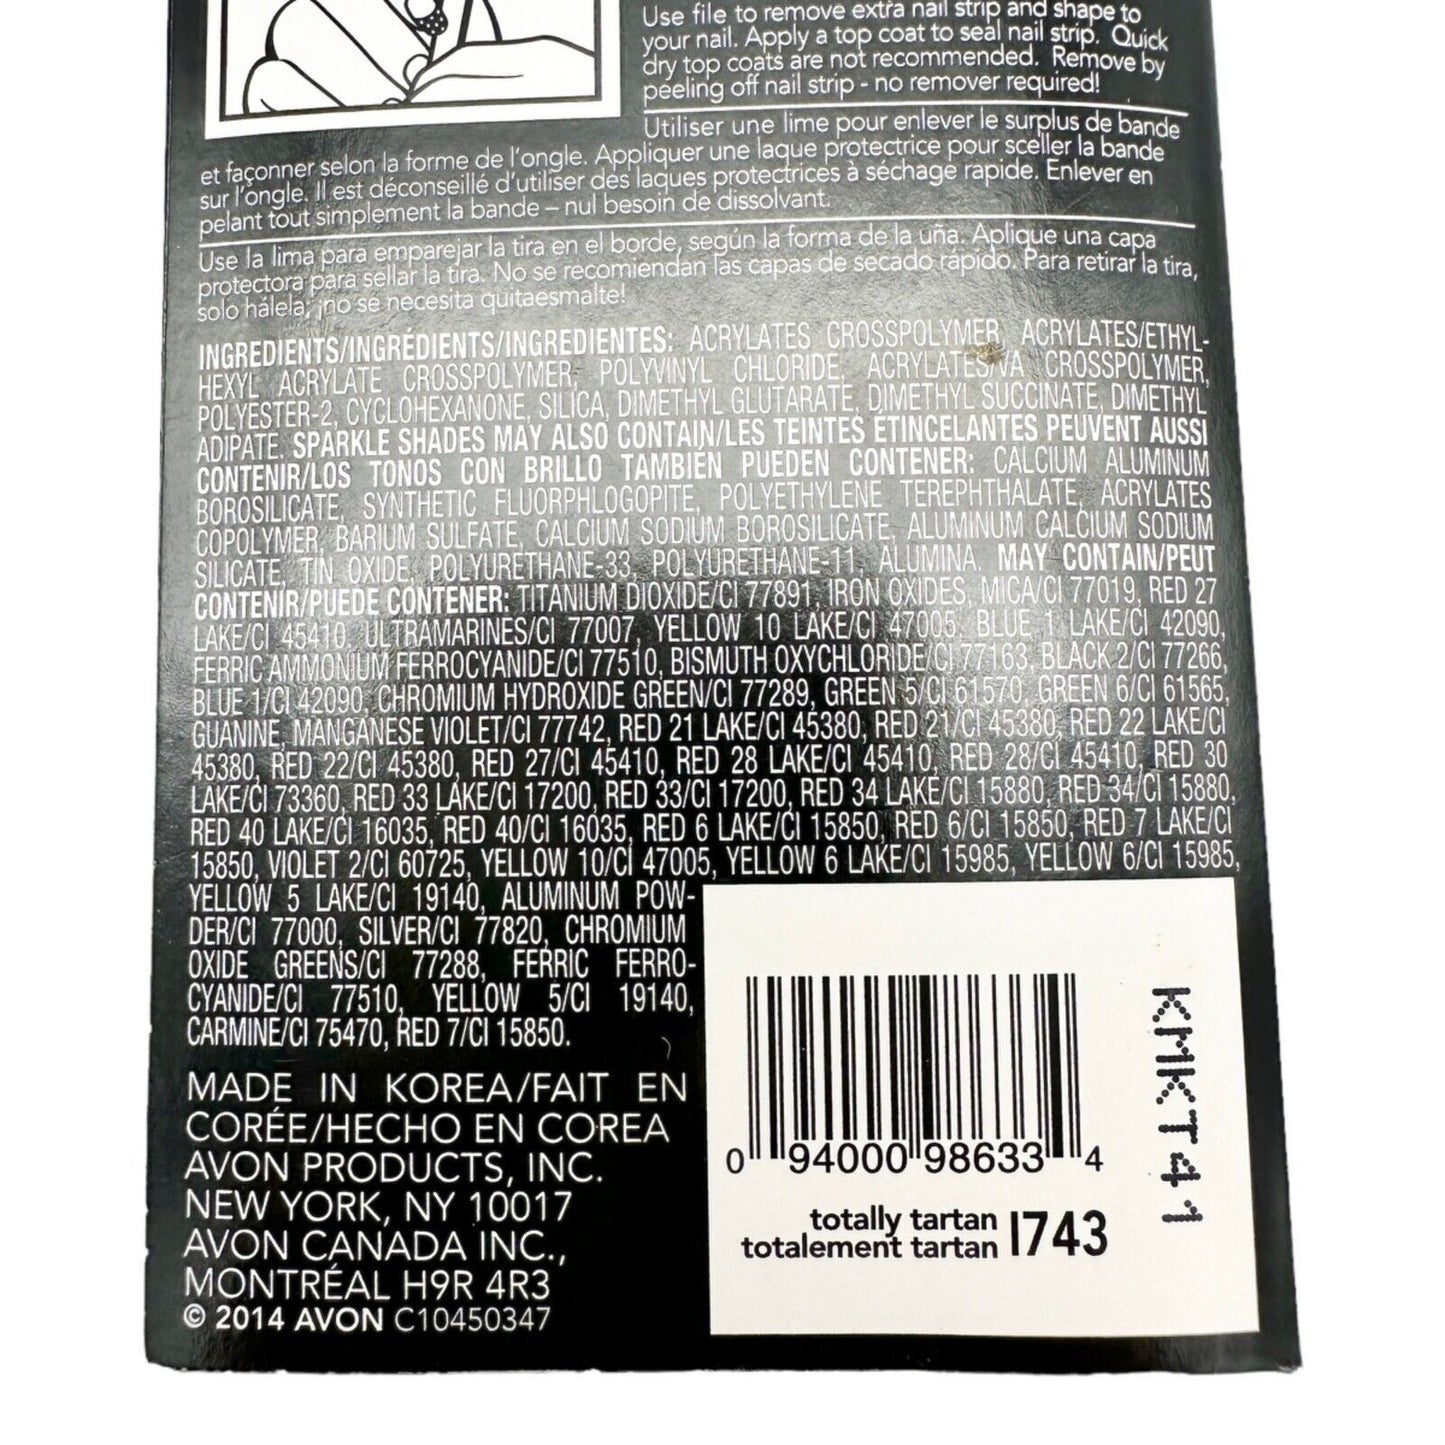 Use file to remove extra nail strip and shape to
your nail. Apply a top coat to seal nail strip. Quick
dry top coats are not recommended. Remove by
peeling off nail strip - no remover required!
Utiliser une lime pour enlever le surplus de bande
et façonner selon la forme de l'ongle. Appliquer une laque protectrice pour sceller la bande
sur l'ongle. Il est déconseillé d'utiliser des laques protectrices à séchage rapide. Enlever en
pelant tout simplement la bande – nul besoin de dissolvant.
Use la lima para emparejar la tira en el borde, según la forma de la uña. Aplique una capa
protectora para sellar la tira. No se recomiendan las capas de secado rápido. Para retirar la tira,
solo hálela; ¡no se necesita quitaesmalte!
INGREDIENTS/INGRÉDIENTS/INGREDIENTES: ACRYLATES CROSSPOLYMER, ACRYLATES/ETHYL-
HEXYL ACRYLATE CROSSPOLYMER, POLYVINYL CHLORIDE, ACRYLATES/VA CROSSPOLYMER,
POLYESTER-2, CYCLOHEXANONE, SILICA, DIMETHYL GLUTARATE, DIMETHYL SUCCINATE, DIMETHYL
ADIPATE. SPARKLE SHADES MAY ALSO CONTAIN/LES TEINTES ÉTINCELANTES PEUVENT AUSSI
CONTENIR/LOS TONOS CON BRILLO TAMBIÉN PUEDEN CONTENER: CALCIUM ALUMINUM
BOROSILICATE, SYNTHETIC FLUORPHLOGOPITE, POLYETHYLENE TEREPHTHALATE, ACRYLATES
COPOLYMER, BARIUM SULFATE, CALCIUM SODIUM BOROSILICATE, ALUMINUM CALCIUM SODIUM
SILICATE, TIN OXIDE, POLYURETHANE-33, POLYURETHANE-11, ALUMINA. MAY CONTAIN/PEUT
CONTENIR/PUEDE CONTENER: TITANIUM DIOXIDE/CI 77891, IRON OXIDES, MICA/CI 77019, RED 27
LAKE/CI 45410, ULTRAMARINES/CI 77007, YELLOW 10 LAKE/CI 47005, BLUE 1 LAKE/CI 42090,
FERRIC AMMONIUM FERROCYANIDE/CI 77510, BISMUTH OXYCHLORIDE/CI 77163, BLACK 2/CI 77266,
BLUE 1/CI 42090, CHROMIUM HYDROXIDE GREEN/CI 77289, GREEN 5/CI 61570, GREEN 6/CI 61565,
GUANINE, MANGANESE VIOLET/CI 77742, RED 21 LAKE/CI 45380, RED 21/CI 45380, RED 22 LAKE/CI
45380, RED 22/CI 45380, RED 27/CI 45410, RED 28 LAKE/CI 45410, RED 28/CI 45410, RED 30
LAKE/CI 73360, RED 33 LAKE/CI 17200, RED 33/CI 17200, RED 34 LAKE/CI 15880, RED 34/CI 15880,
RED 40 LAKE/CI 16035, RED 40/CI 16035, RED 6 LAKE/CI 15850, RED 6/CI 15850, RED 7 LAKE/CI
15850, VIOLET 2/CI 60725, YELLOW 10/CI 47005, YELLOW 6 LAKE/CI 15985, YELLOW 6/CI 15985,
YELLOW 5 LAKE/CI 19140, ALUMINUM POW-
DER/CI 77000, SILVER/CI 77820, CHROMIUM
OXIDE GREENS/CI 77288, FERRIC FERRO-
CYANIDE/CI 77510, YELLOW 5/CI 19140,
CARMINE/CI 75470, RED 7/CI 15850.
MADE IN KOREA/FAIT EN
CORÉE/HECHO EN COREA
AVON PRODUCTS, INC.
NEW YORK, NY 10017
AVON CANADA INC.,
MONTRÉAL H9R 4R3
© 2014 AVON C10450347
0 94000 98633 4
totally tartan
totalement tartan 1743
KMKT41